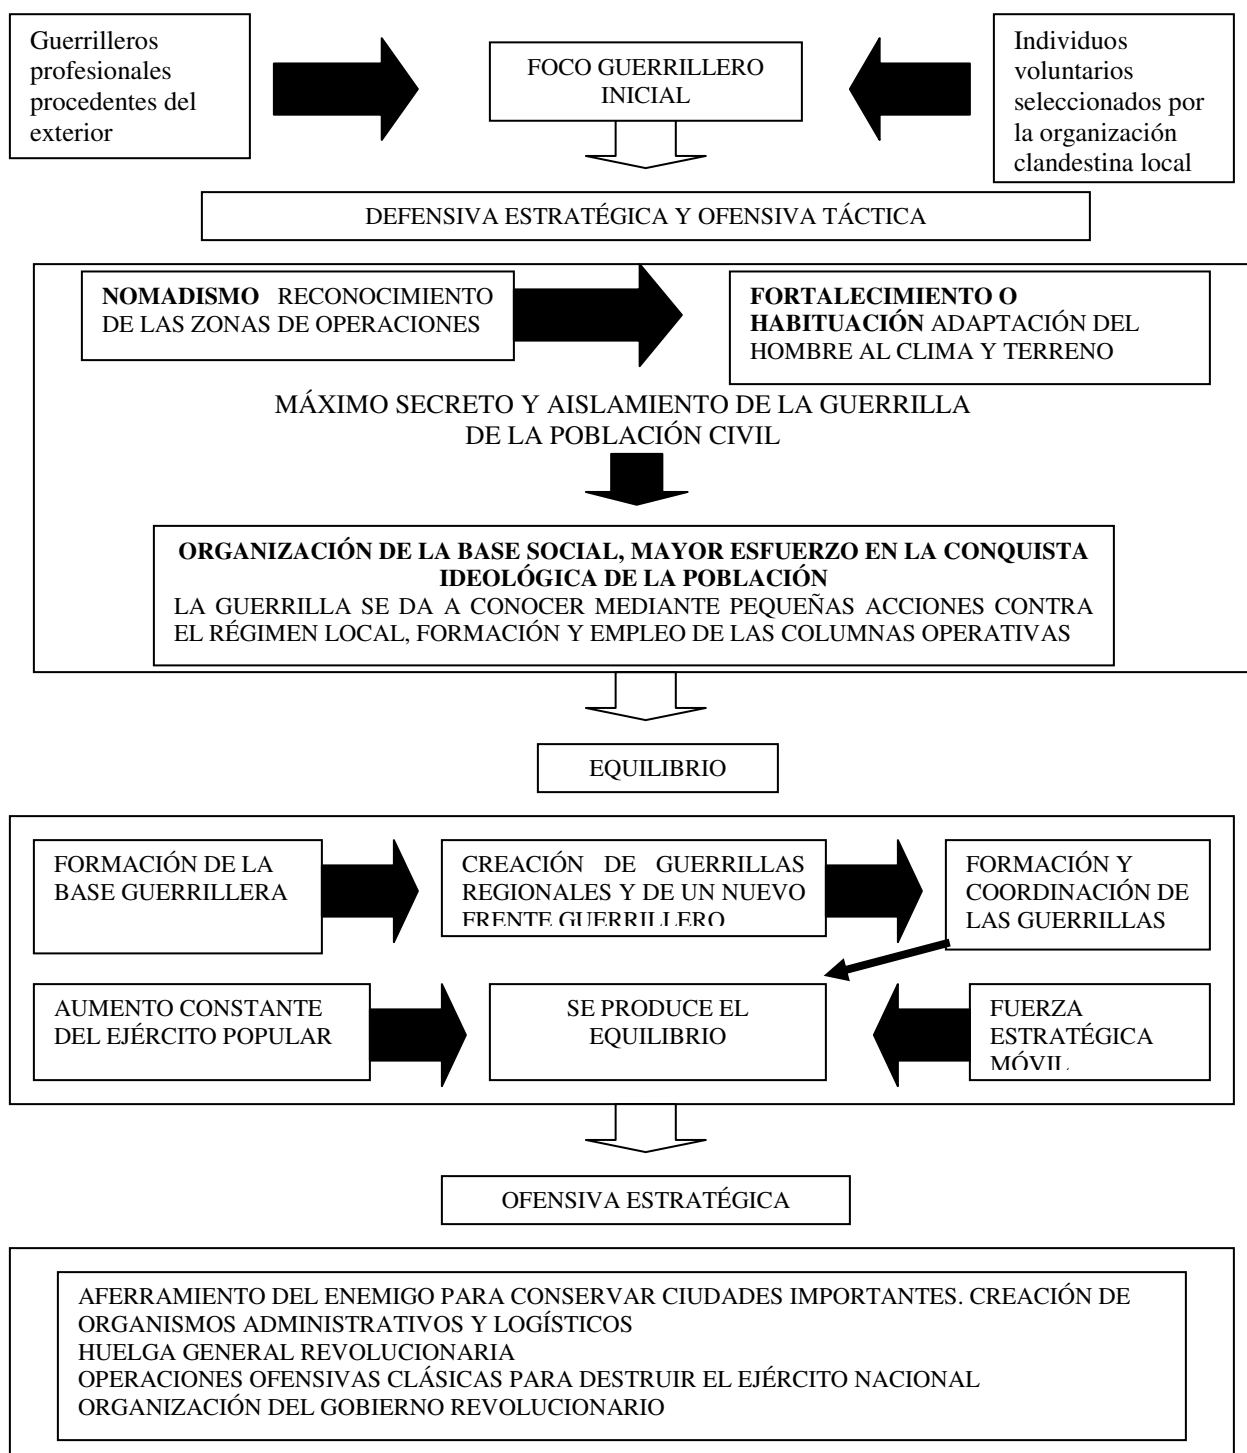 Guerrilleros
profesionales
procedentes del
exterior
FOCO GUERRILLERO
INICIAL
Individuos
voluntarios
seleccionados por
la organización
clandestina local
DEFENSIVA ESTRATÉGICA Y OFENSIVA TÁCTICA
NOMADISMO RECONOCIMIENTO
DE LAS ZONAS DE OPERACIONES
FORTALECIMIENTO O
HABITUACIÓN ADAPTACIÓN DEL
HOMBRE AL CLIMA Y TERRENO
MÁXIMO SECRETO Y AISLAMIENTO DE LA GUERRILLA
DE LA POBLACIÓN CIVIL
ORGANIZACIÓN DE LA BASE SOCIAL, MAYOR ESFUERZO EN LA CONQUISTA
IDEOLÓGICA DE LA POBLACIÓN
LA GUERRILLA SE DA A CONOCER MEDIANTE PEQUEÑAS ACCIONES CONTRA
EL RÉGIMEN LOCAL, FORMACIÓN Y EMPLEO DE LAS COLUMNAS OPERATIVAS
EQUILIBRIO
FORMACIÓN DE LA
BASE GUERRILLERA
CREACIÓN DE GUERRILLAS
REGIONALES Y DE UN NUEVO
FRENTE GUERRILLERO
FORMACIÓN Y
COORDINACIÓN DE
LAS GUERRILLAS
AUMENTO CONSTANTE
DEL EJÉRCITO POPULAR
SE PRODUCE EL
EQUILIBRIO
FUERZA
ESTRATÉGICA
MÓVIL
OFENSIVA ESTRATÉGICA
AFERRAMIENTO DEL ENEMIGO PARA CONSERVAR CIUDADES IMPORTANTES. CREACIÓN DE
ORGANISMOS ADMINISTRATIVOS Y LOGÍSTICOS
HUELGA GENERAL REVOLUCIONARIA
OPERACIONES OFENSIVAS CLÁSICAS PARA DESTRUIR EL EJÉRCITO NACIONAL
ORGANIZACIÓN DEL GOBIERNO REVOLUCIONARIO